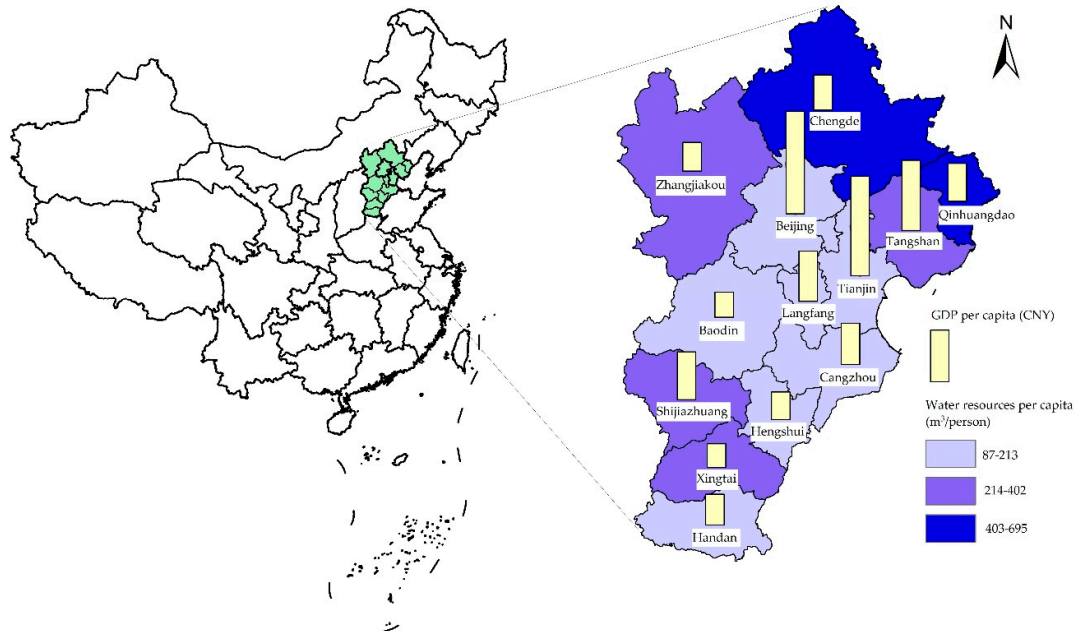 N
Chengde
Zhangjiakou
Qinhuangdao
Beijing
Tangshan
Tianjin
Langfang
Baodin
GDP per capita (CNY)
Cangzhou
Shijiazhuang
Hengshui
Water resources per capita
(m³/person)
87-213
Xingtai
214-402
403-695
Handan